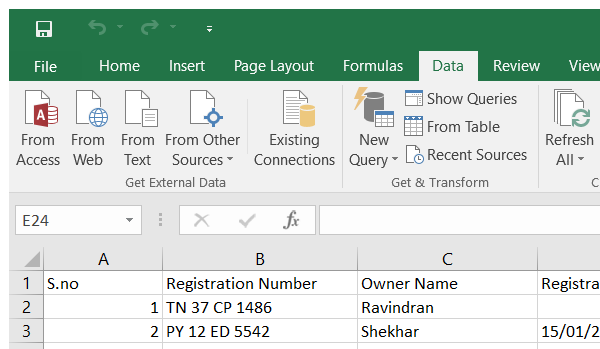 File Home Insert Page Layout Formulas Data Review View
From Access From Web From Text From Other Sources Existing Connections New Query Show Queries From Table Recent Sources Refresh All
Get External Data Get & Transform C
E24 fx
A B C
1 S.no Registration Number Owner Name Registra
2 1 TN 37 CP 1486 Ravindran
3 2 PY 12 ED 5542 Shekhar 15/01/2